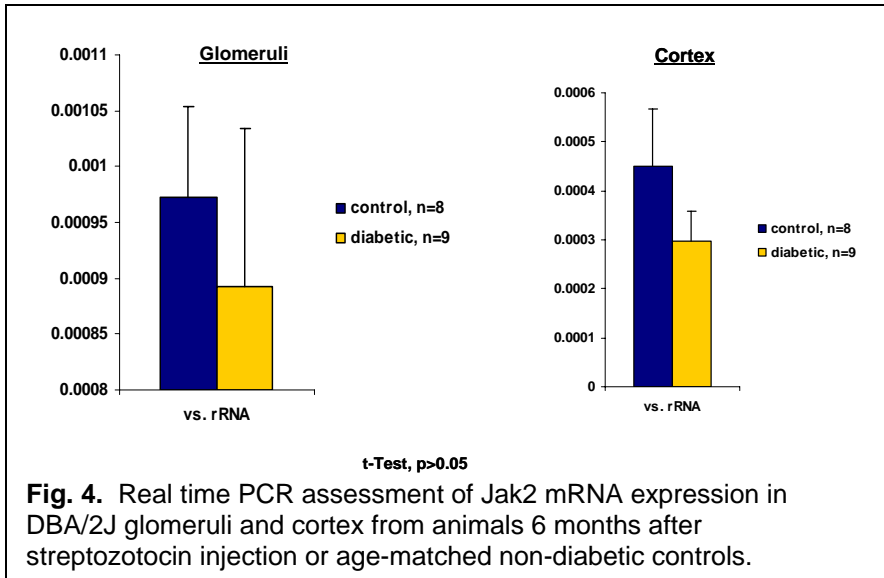 Glomeruli
0.0011
0.00105
0.001
0.00095
0.0009
0.00085
0.0008
control, n=8
diabetic, n=9
vs. rRNA
Cortex
0.0006
0.0005
0.0004
0.0003
0.0002
0.0001
0
control, n=8
diabetic, n=9
vs. rRNA
t-Test, p>0.05
Fig. 4. Real time PCR assessment of Jak2 mRNA expression in
DBA/2J glomeruli and cortex from animals 6 months after
streptozotocin injection or age-matched non-diabetic controls.